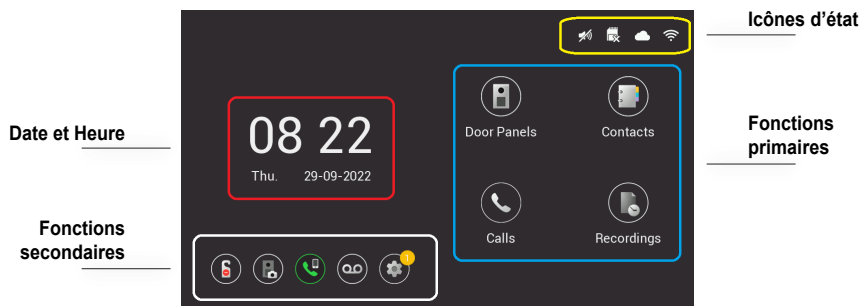 Icônes d’état
Date et Heure
08 22
Thu. 29-09-2022
Door Panels
Contacts
Calls
Recordings
Fonctions
primaires
Fonctions
secondaires
1